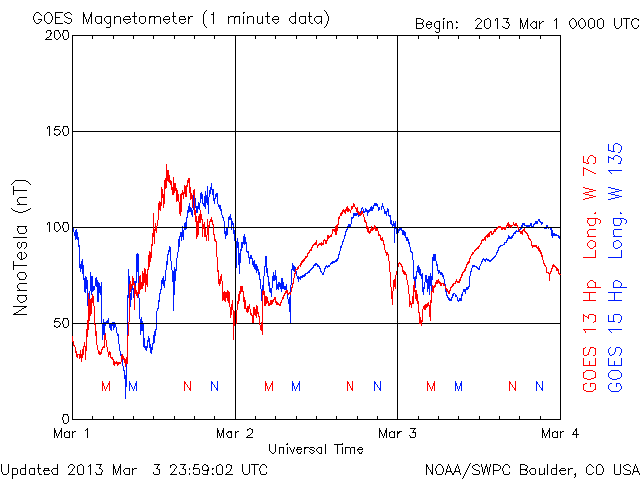 GOES Magnetometer (1 minute data)
Begin: 2013 Mar 1 0000 UTC
200
150
100
50
0
NanoTesla (nT)
M M N N M M N N M M N N
Mar 1 Mar 2 Mar 3 Mar 4
Universal Time
GOES 13 Hp Long. W 75
GOES 15 Hp Long. W 135
Updated 2013 Mar 3 23:59:02 UTC
NOAA/SWPC Boulder, CO USA